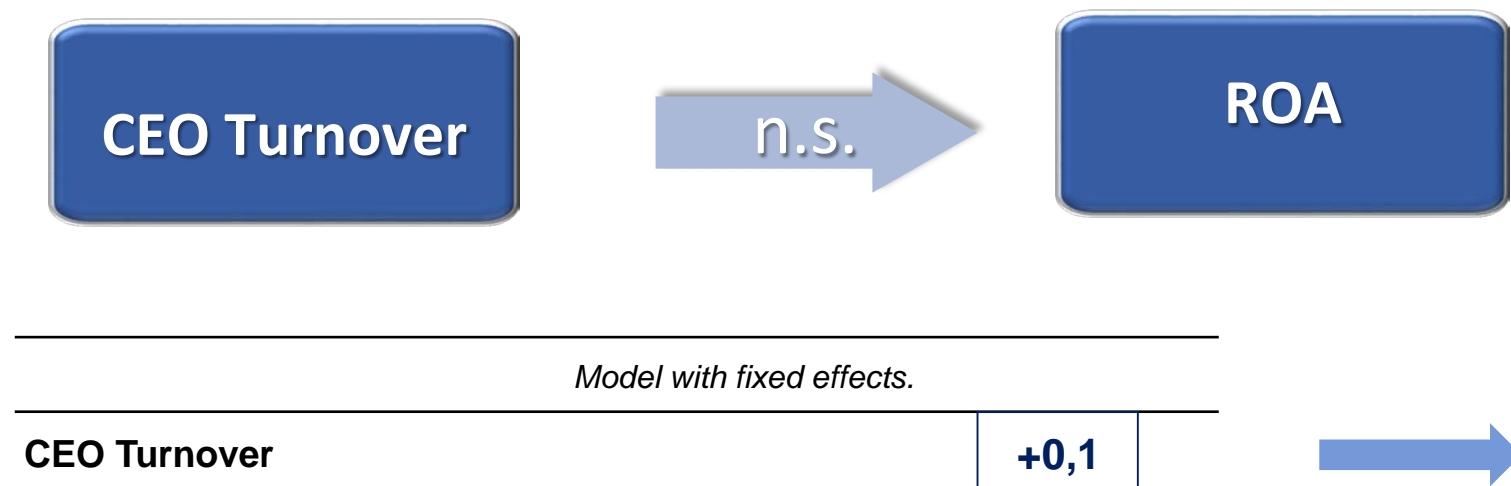 CEO Turnover
n.s.
ROA
Model with fixed effects.
CEO Turnover +0,1